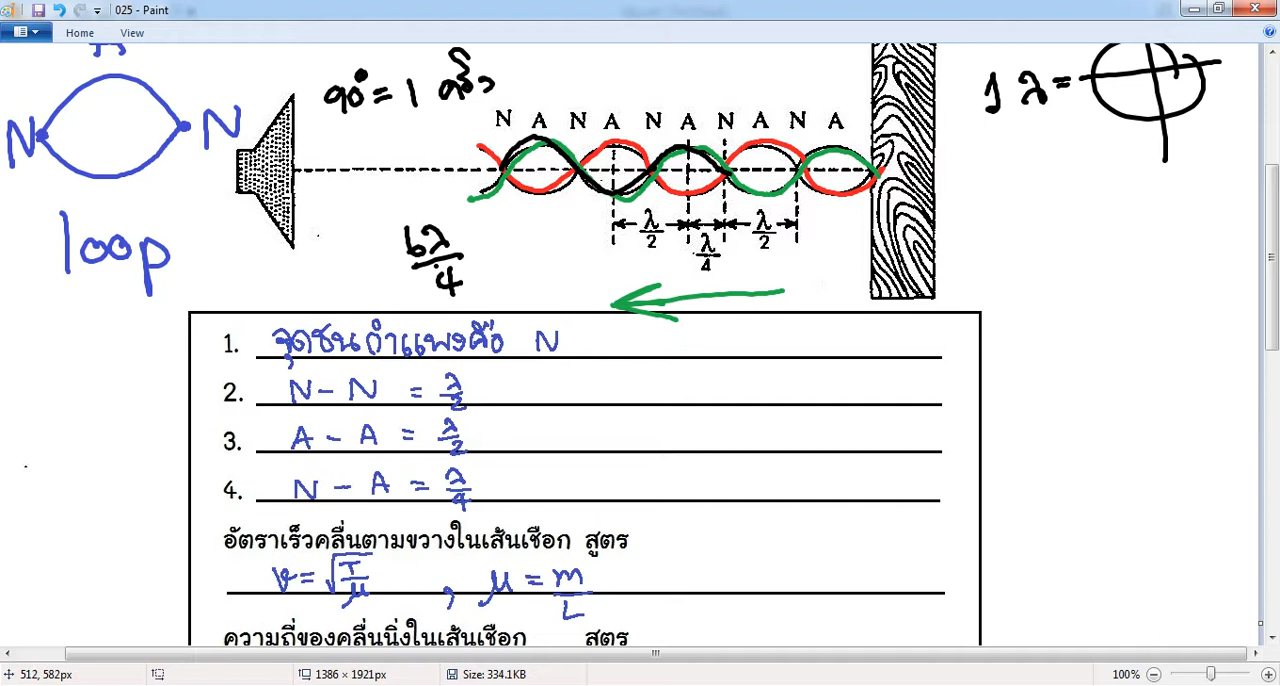 025 - Paint
Home View
N N
loop
90° = 1
1 λ =
N A N A N A N A N A
λ/2 λ/4 λ/2
6λ/4
1. จุดชนกำแพงคือ N
2. N - N = λ/2
3. A - A = λ/2
4. N - A = λ/4
อัตราเร็วคลื่นตามขวางในเส้นเชือก สูตร
v = √T/μ , μ = m/L
ความถี่ของคลื่นนิ่งในเส้นเชือก สูตร
512, 582px 1386 × 1921px Size: 334.1KB 100%